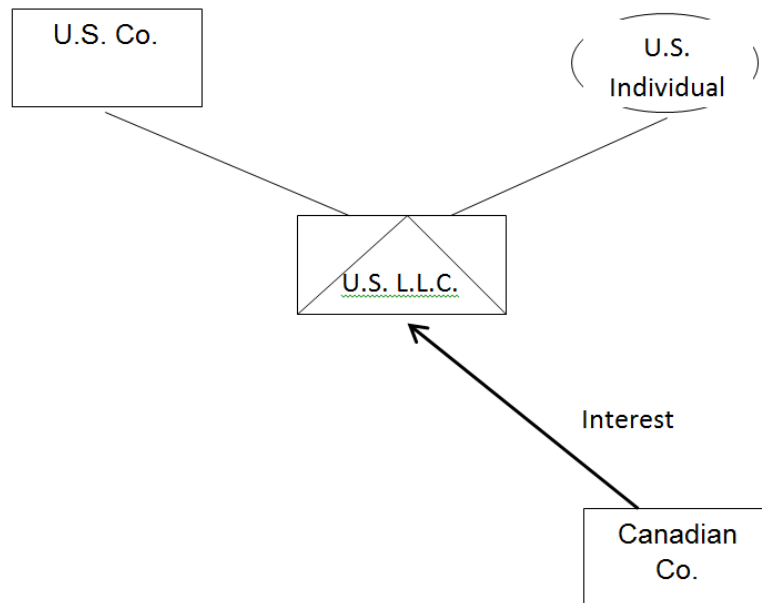 U.S. Co.
U.S.
Individual
U.S. L.L.C.
Interest
Canadian
Co.